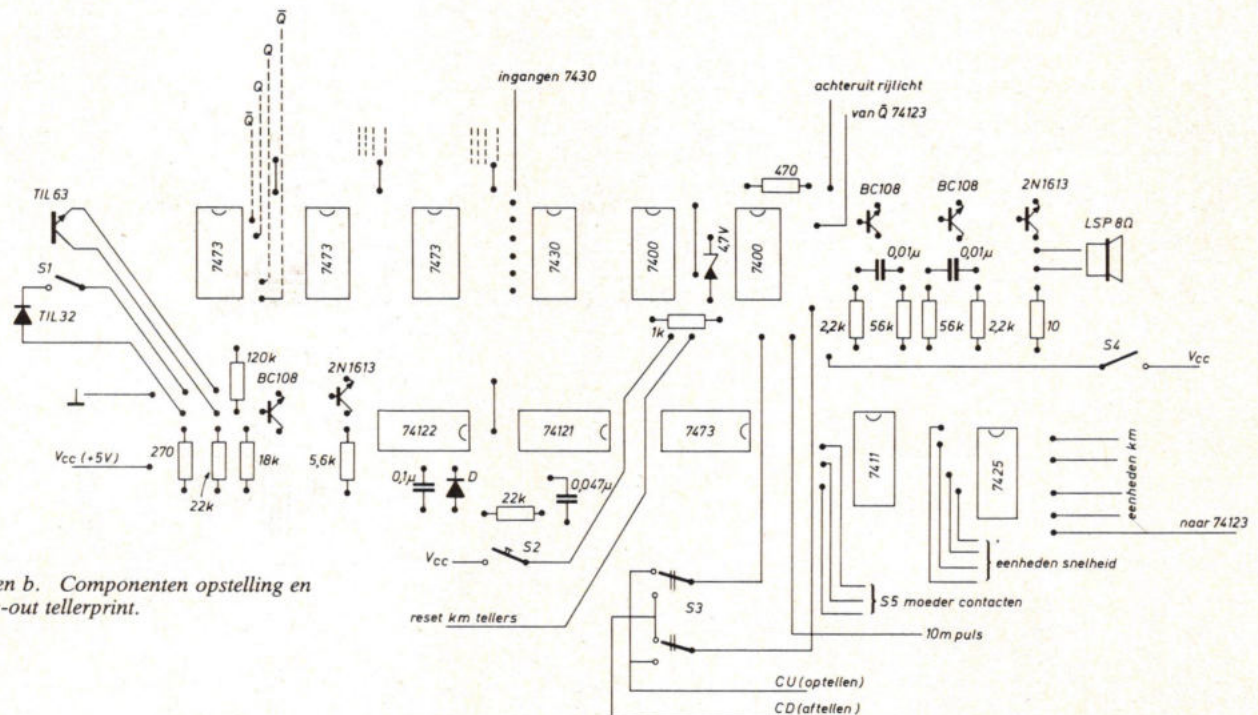 Q̄
Q
Q
Q̄
ingangen 7430
achteruit rijlicht
van Q̄ 74123
TIL63
470
BC108
BC108
2N1613
LSP 8Ω
7473
7473
7473
7430
7400
4,7V
7400
S1
0,01µ
0,01µ
TIL32
2,2k
56k
56k
2,2k
10
1k
120k
S4
Vcc
BC108
2N1613
74122
74121
7473
7411
7425
Vcc (+5V)
270
22k
18k
5,6k
0,1µ
D
22k
0,047µ
eenheden km
naar 74123
Vcc
S2
eenheden snelheid
en b. Componenten opstelling en
-out tellerprint.
S3
S5 moeder contacten
reset km tellers
10m puls
CU (optellen)
CD (aftellen)